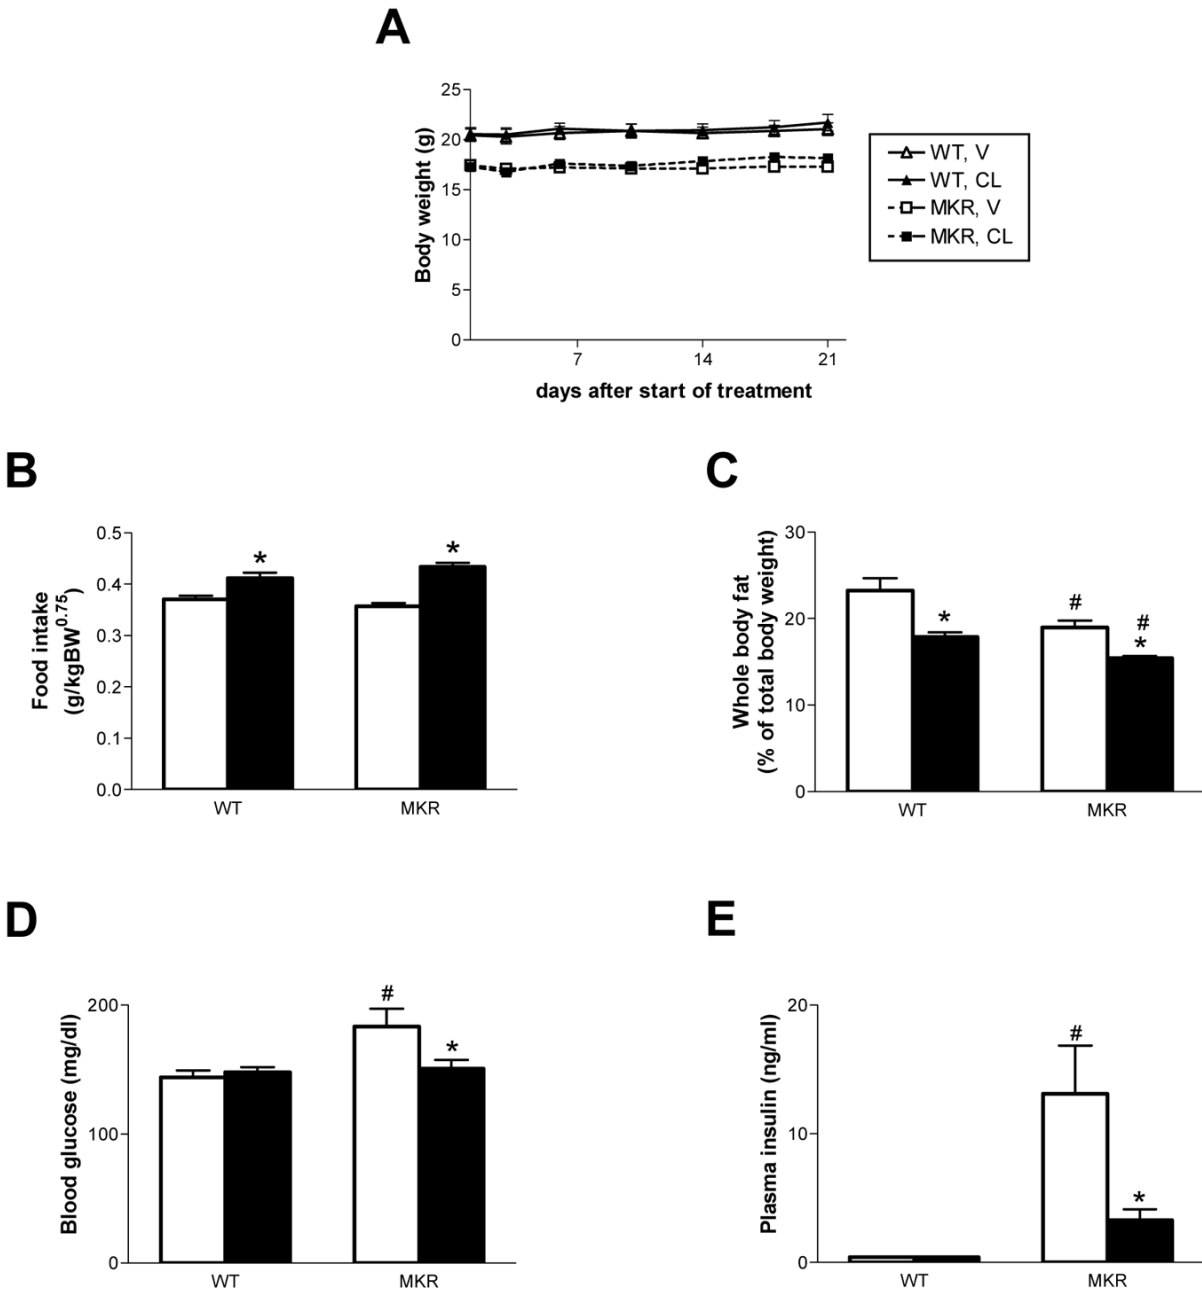 A
25
20
15
10
5
0
Body weight (g)
7 14 21
days after start of treatment
WT, V
WT, CL
MKR, V
MKR, CL
B
0.5
0.4
0.3
0.2
0.1
0.0
Food intake
(g/kgBW^0.75)
*
*
WT MKR
C
30
20
10
0
Whole body fat
(% of total body weight)
*
#
#
*
WT MKR
D
200
100
0
Blood glucose (mg/dl)
#
*
WT MKR
E
20
10
0
Plasma insulin (ng/ml)
#
*
WT MKR